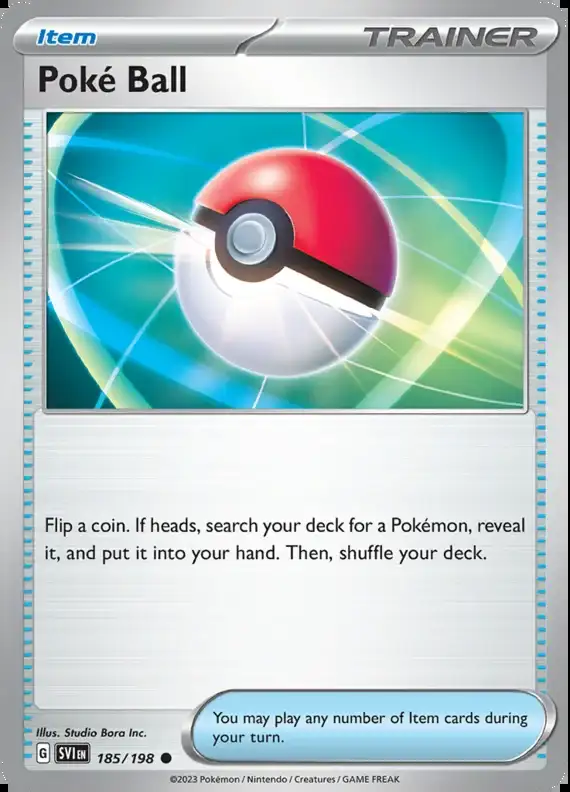 Item
TRAINER
Poké Ball
Flip a coin. If heads, search your deck for a Pokémon, reveal
it, and put it into your hand. Then, shuffle your deck.
Illus. Studio Bora Inc.
You may play any number of Item cards during
your turn.
G SVI EN 185/198
©2023 Pokémon / Nintendo / Creatures / GAME FREAK